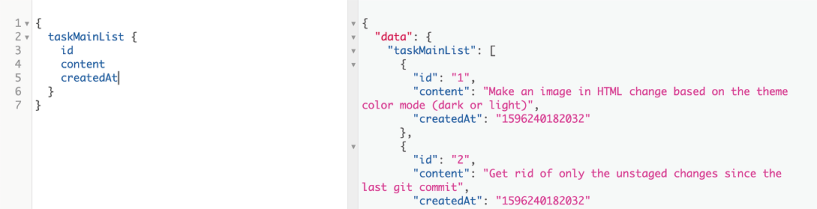 1 {
2 taskMainList {
3 id
4 content
5 createdAt
6 }
7 }
{
"data": {
"taskMainList": [
{
"id": "1",
"content": "Make an image in HTML change based on the theme
color mode (dark or light)",
"createdAt": "1596240182032"
},
{
"id": "2",
"content": "Get rid of only the unstaged changes since the
last git commit",
"createdAt": "1596240182032"